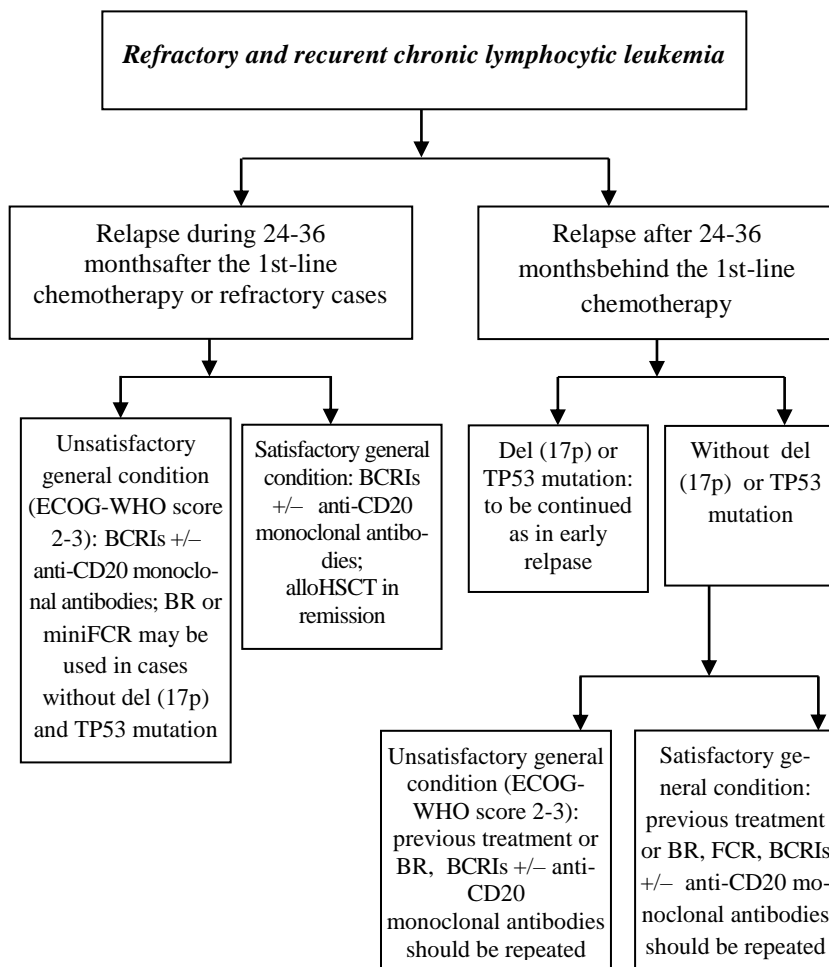 Refractory and recurent chronic lymphocytic leukemia
Relapse during 24-36
monthsafter the 1st-line
chemotherapy or refractory cases
Relapse after 24-36
monthsbehind the 1st-line
chemotherapy
Unsatisfactory
general condition
(ECOG-WHO score
2-3): BCRIs +/–
anti-CD20 monoclo-
nal antibodies; BR or
miniFCR may be
used in cases
without del (17p)
and TP53 mutation
Satisfactory general
condition: BCRIs
+/– anti-CD20
monoclonal antibo-
dies;
alloHSCT in
remission
Del (17p) or
TP53 mutation:
to be continued
as in early
relpase
Without del
(17p) or TP53
mutation
Unsatisfactory general
condition (ECOG-
WHO score 2-3):
previous treatment or
BR, BCRIs +/– anti-
CD20
monoclonal antibodies
should be repeated
Satisfactory ge-
neral condition:
previous treatment
or BR, FCR, BCRIs
+/– anti-CD20 mo-
noclonal antibodies
should be repeated